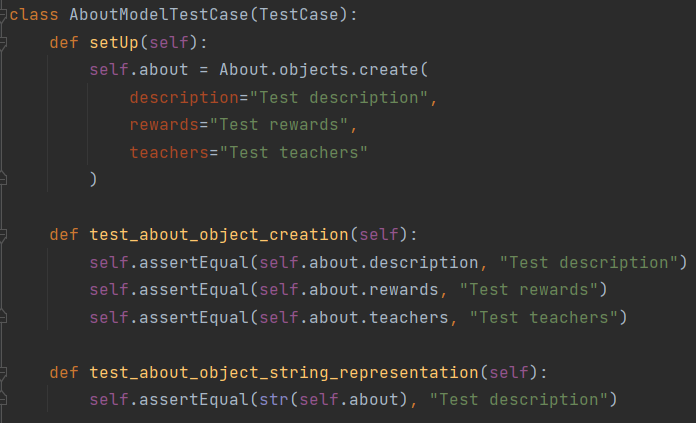 class AboutModelTestCase(TestCase):
    def setUp(self):
        self.about = About.objects.create(
            description="Test description",
            rewards="Test rewards",
            teachers="Test teachers"
        )

    def test_about_object_creation(self):
        self.assertEqual(self.about.description, "Test description")
        self.assertEqual(self.about.rewards, "Test rewards")
        self.assertEqual(self.about.teachers, "Test teachers")

    def test_about_object_string_representation(self):
        self.assertEqual(str(self.about), "Test description")